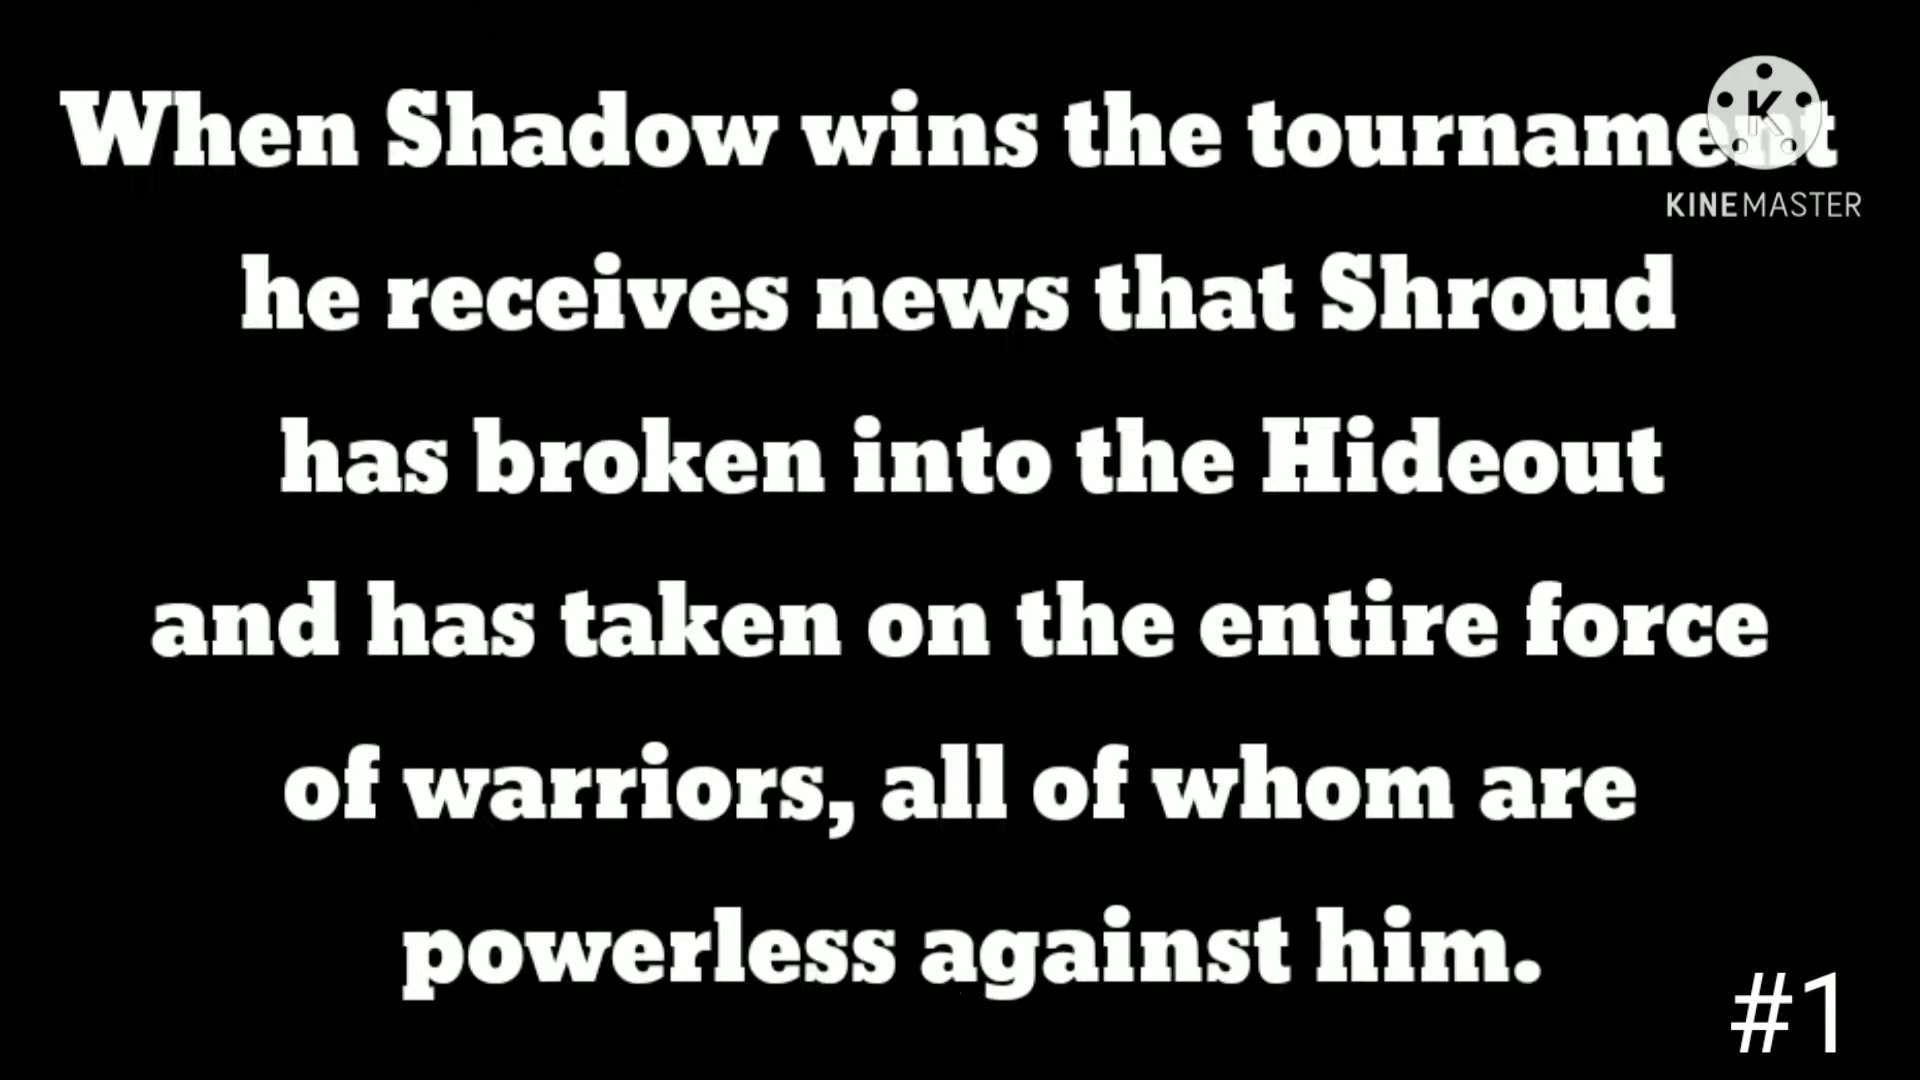 When Shadow wins the tournament
K
KINEMASTER
he receives news that Shroud
has broken into the Hideout
and has taken on the entire force
of warriors, all of whom are
powerless against him.
#1